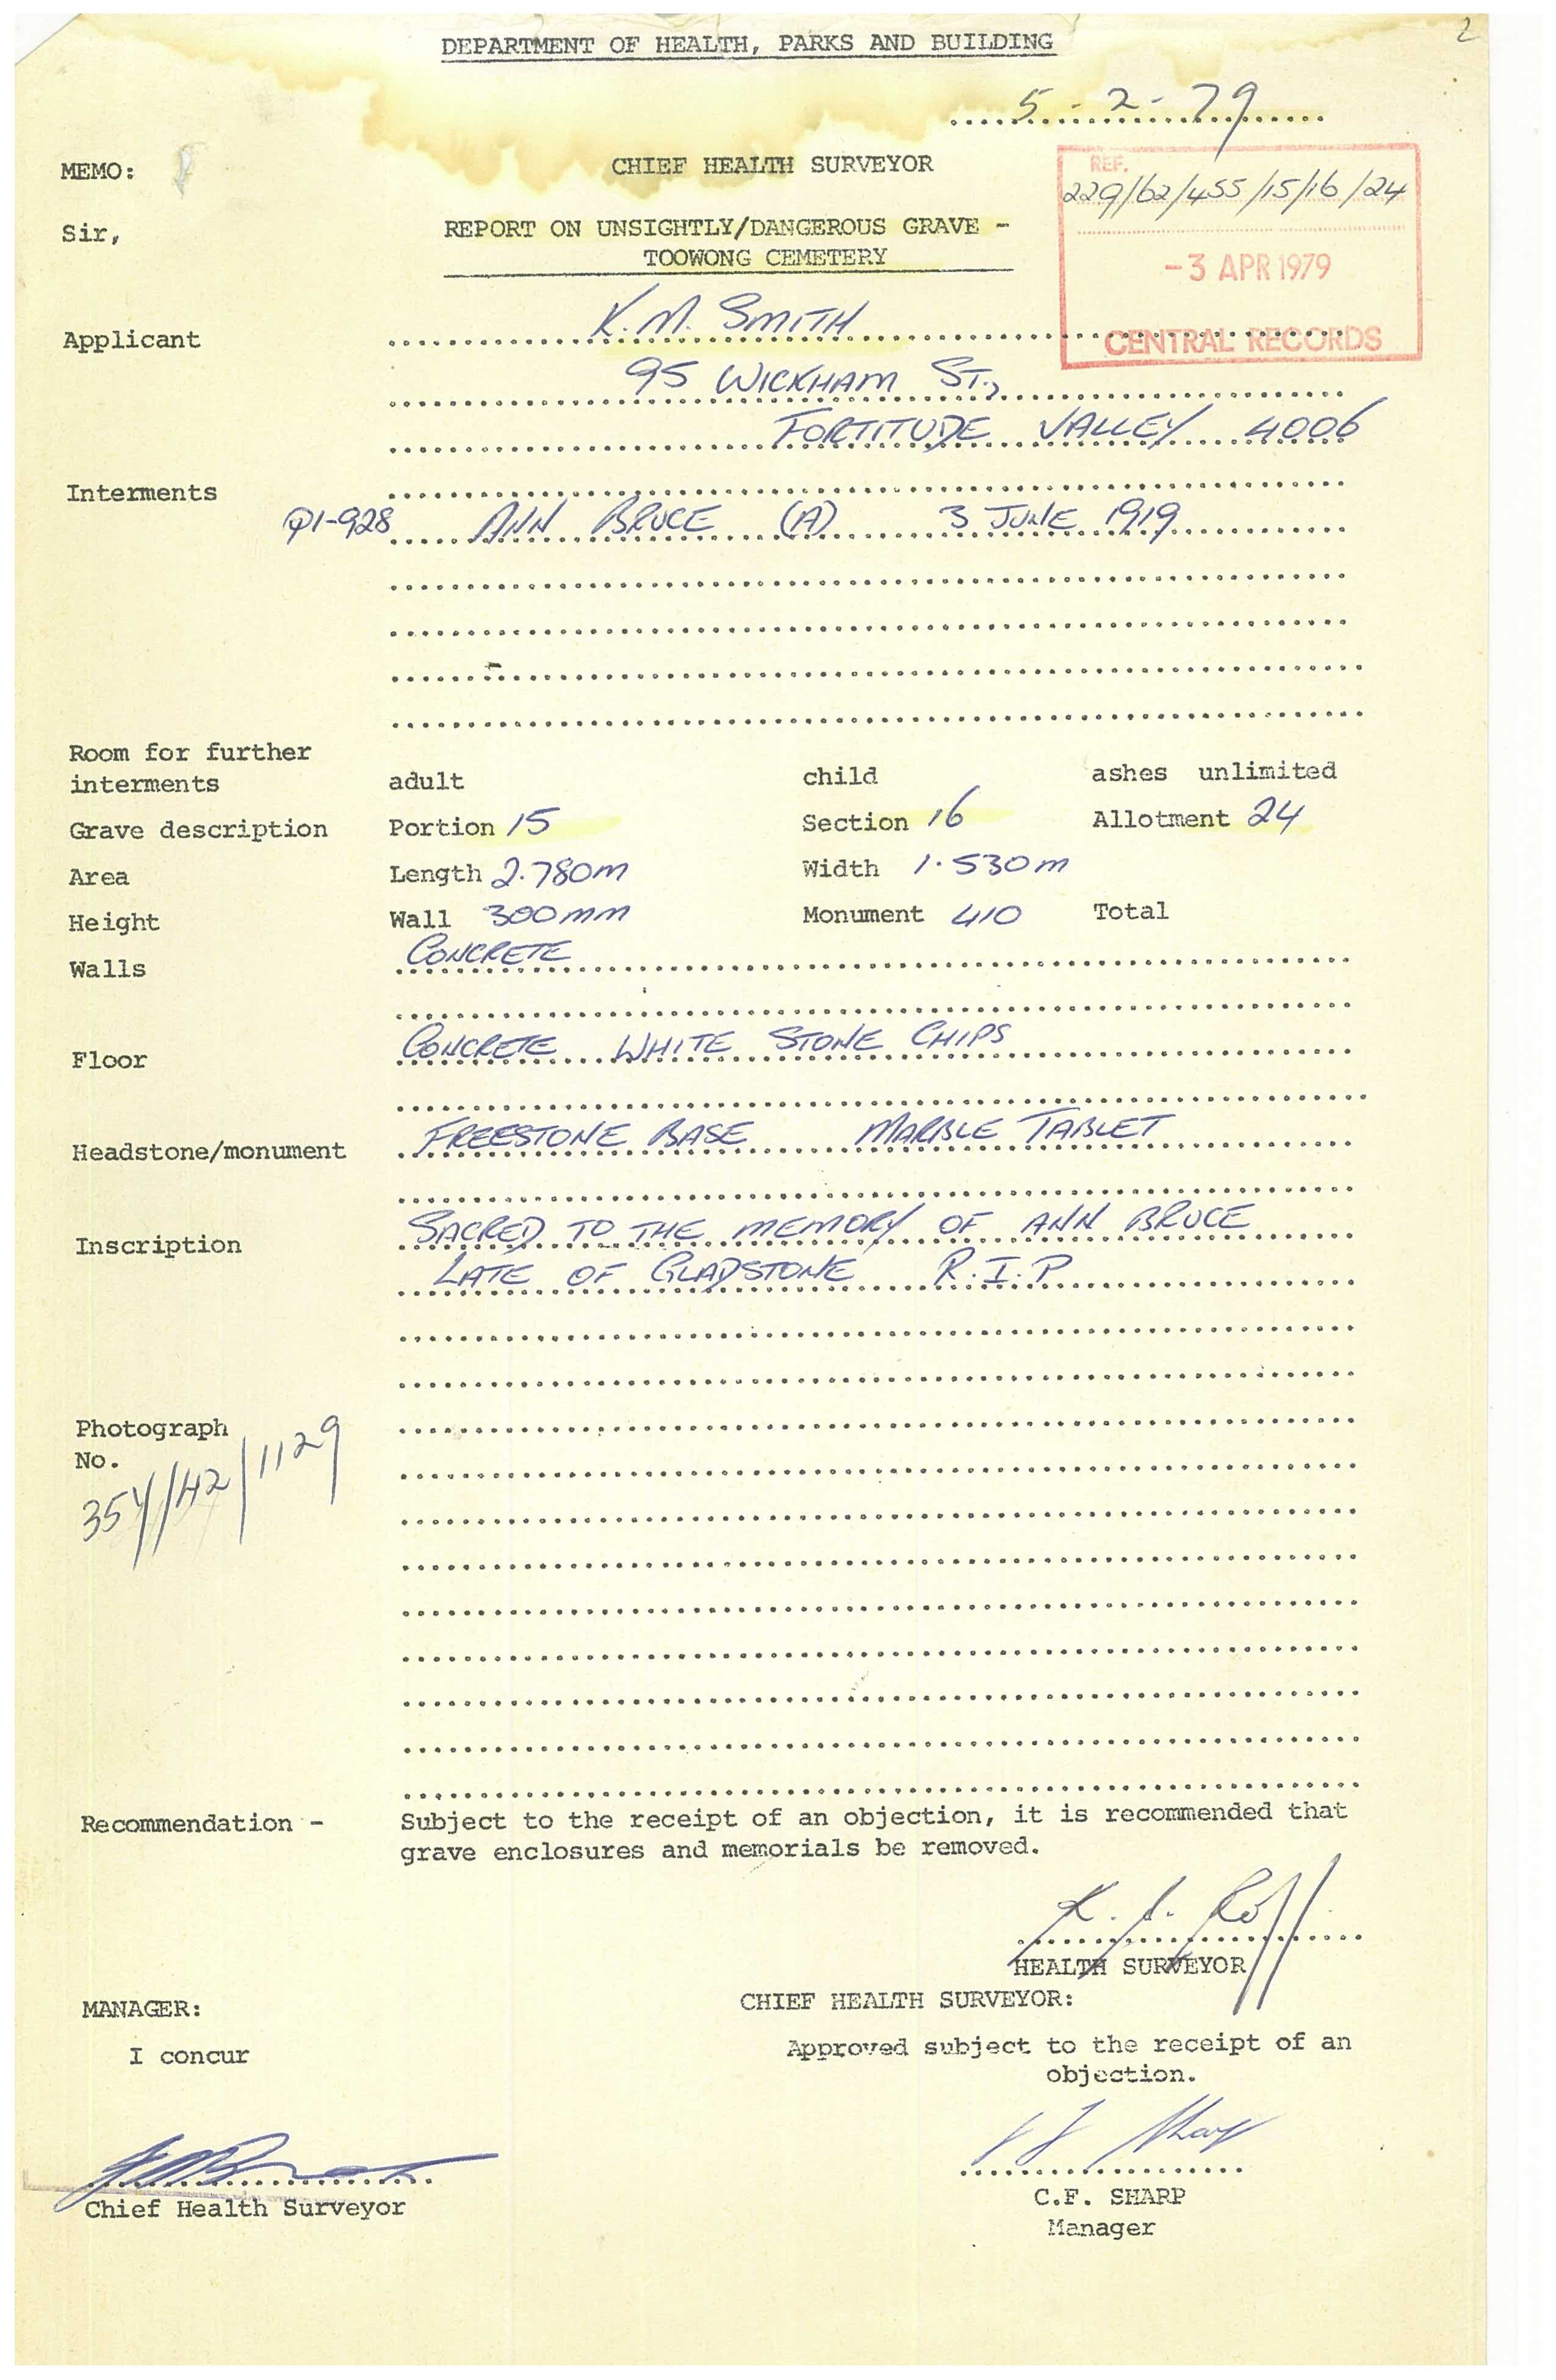 2
DEPARTMENT OF HEALTH, PARKS AND BUILDING
5-2-79
MEMO:
CHIEF HEALTH SURVEYOR
REF.
229/62/455/15/16/24
Sir,
REPORT ON UNSIGHTLY/DANGEROUS GRAVE -
TOOWONG CEMETERY
-3 APR 1979
CENTRAL RECORDS
Applicant K.M. SMITH
95 WICKHAM ST.,
FORTITUDE VALLEY 4006
Interments
ANN BRUCE (A) 3 JUNE 1919
Room for further
interments adult child ashes unlimited
Grave description Portion 15 Section 16 Allotment 24
Area Length 2.780m Width 1.530m
Height Wall 300mm Monument 410 Total
Walls CONCRETE
Floor CONCRETE WHITE STONE CHIPS
Headstone/monument FREESTONE BASE MARBLE TABLET
Inscription SACRED TO THE MEMORY OF ANN BRUCE
LATE OF GLADSTONE R.I.P.
Photograph
No.
354/142/1129
Recommendation - Subject to the receipt of an objection, it is recommended that
grave enclosures and memorials be removed.
HEALTH SURVEYOR
MANAGER: CHIEF HEALTH SURVEYOR:
I concur Approved subject to the receipt of an
objection.
Chief Health Surveyor
C.F. SHARP
Manager